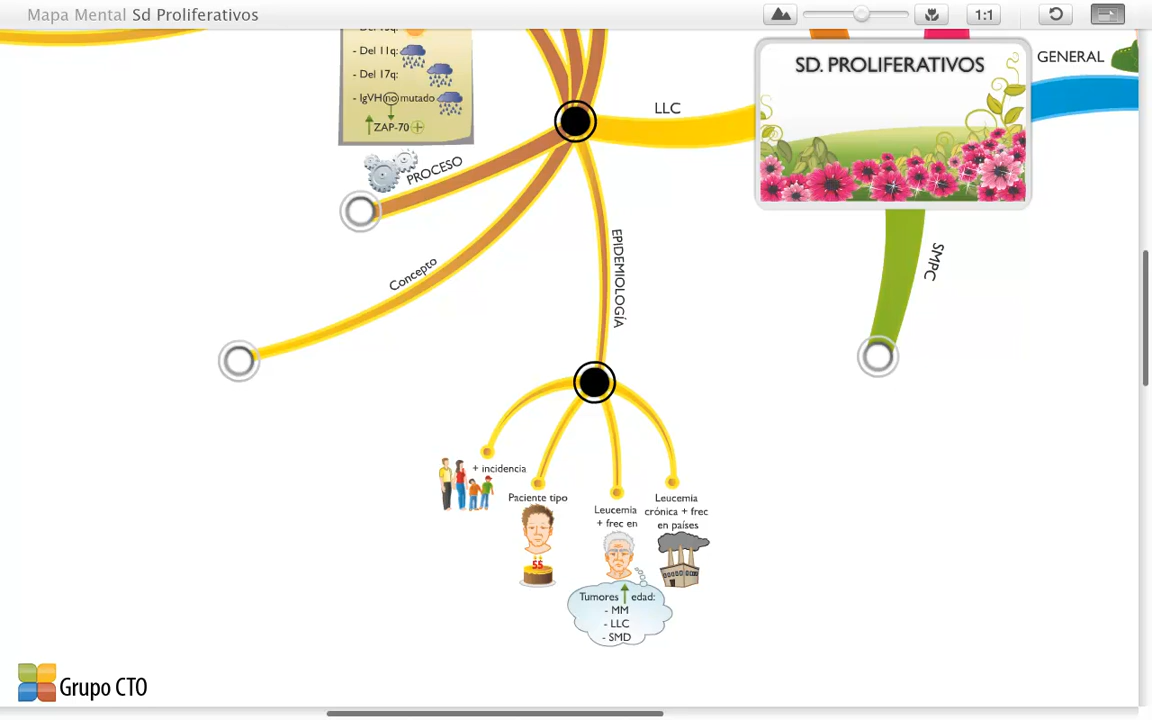 Mapa Mental Sd Proliferativos
1:1
- Del 11q:
- Del 17q:
- IgVH no mutado
ZAP-70
PROCESO
Concepto
EPIDEMIOLOGÍA
LLC
SD. PROLIFERATIVOS
GENERAL
SMPC
+ incidencia
Paciente tipo
55
Leucemia
+ frec en
Leucemia
crónica + frec
en países
Tumores edad:
- MM
- LLC
- SMD
Grupo CTO